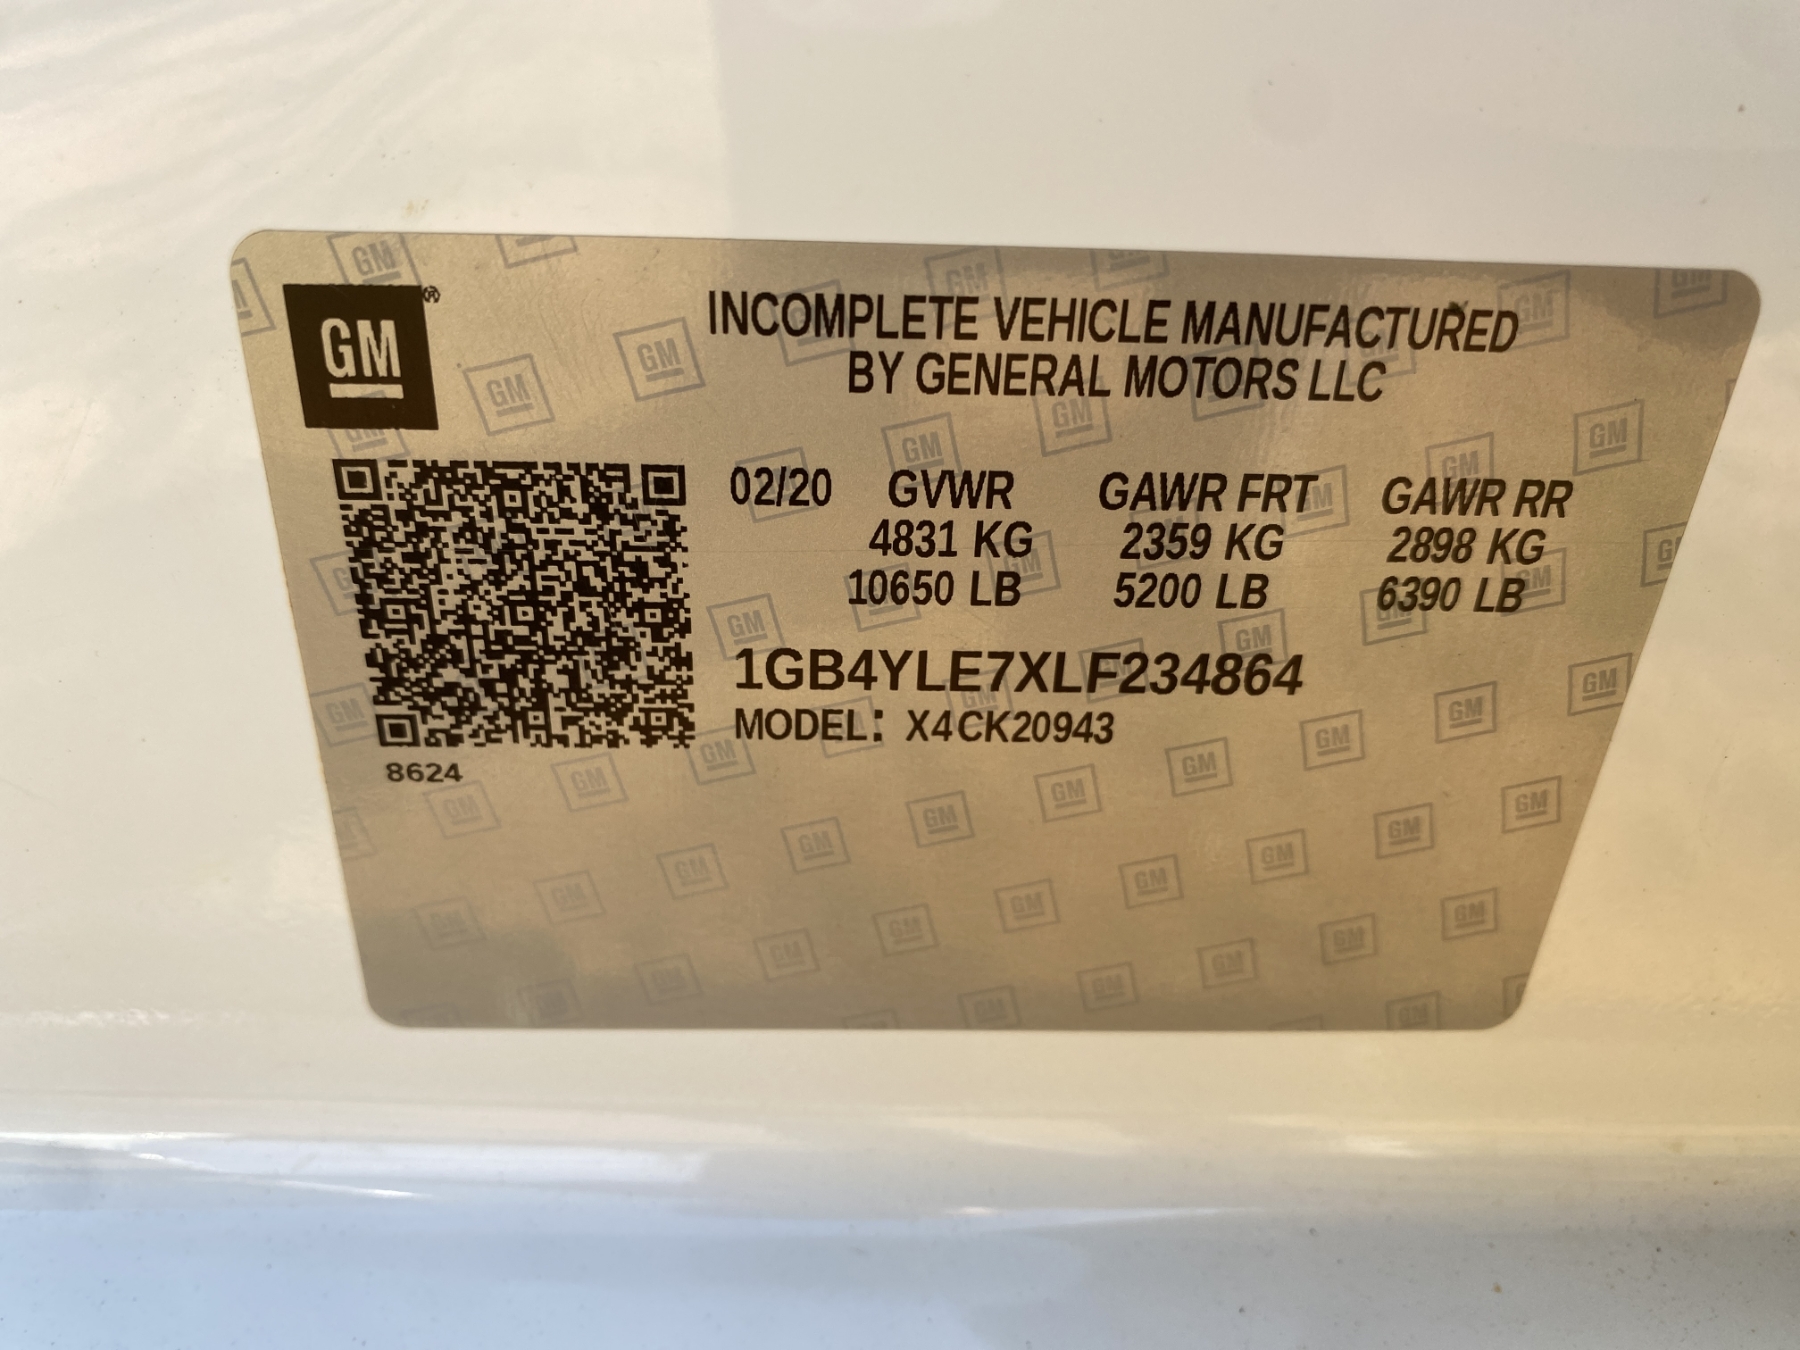 GM®
INCOMPLETE VEHICLE MANUFACTURED
BY GENERAL MOTORS LLC
02/20 GVWR GAWR FRT GAWR RR
4831 KG 2359 KG 2898 KG
10650 LB 5200 LB 6390 LB
1GB4YLE7XLF234864
MODEL: X4CK20943
8624